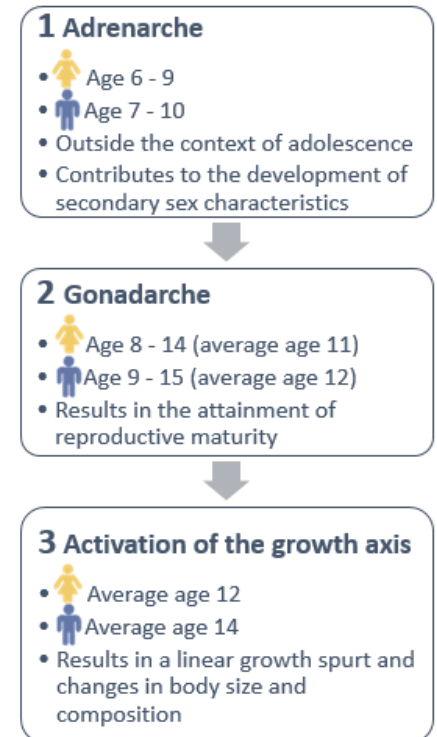 1 Adrenarche
• Age 6 - 9
• Age 7 - 10
• Outside the context of adolescence
• Contributes to the development of
secondary sex characteristics
2 Gonadarche
• Age 8 - 14 (average age 11)
• Age 9 - 15 (average age 12)
• Results in the attainment of
reproductive maturity
3 Activation of the growth axis
• Average age 12
• Average age 14
• Results in a linear growth spurt and
changes in body size and
composition